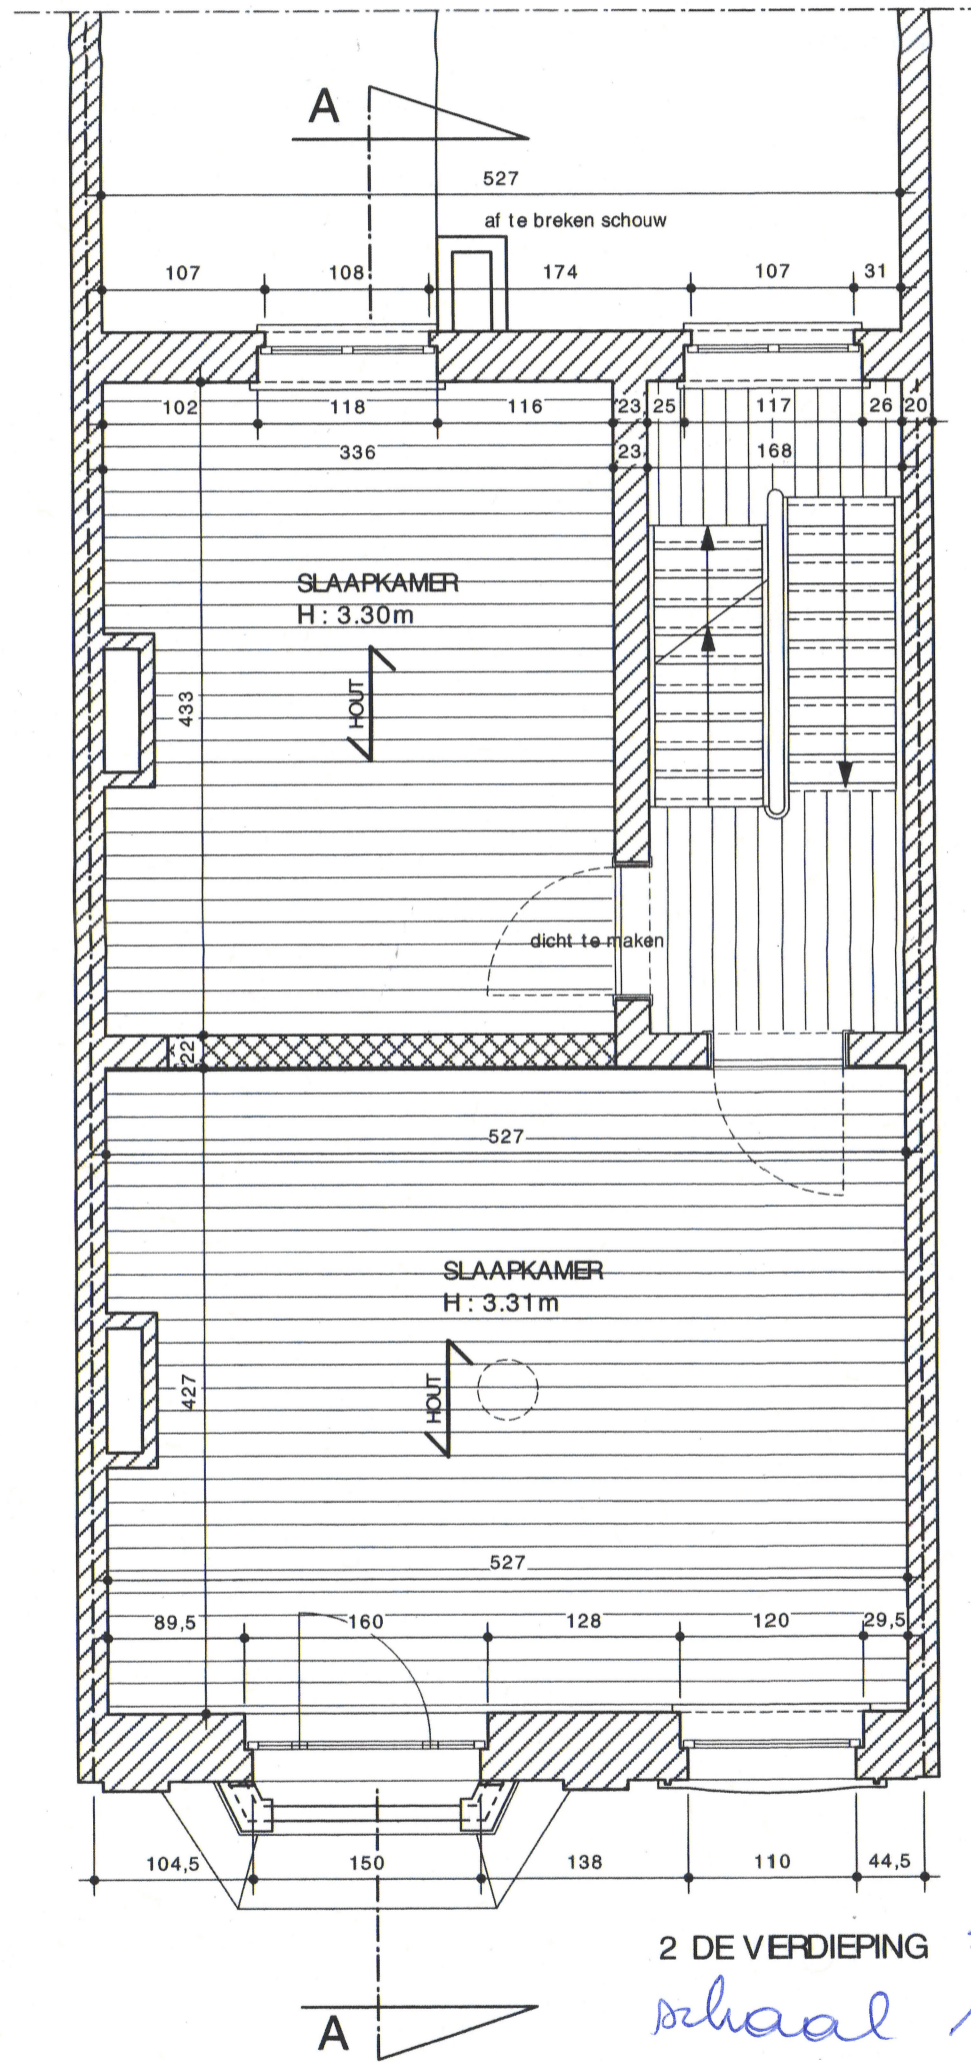 A
527
af te breken schouw
107 108 174 107 31
102 118 116 23 25 117 26 20
336 23 168
SLAAPKAMER
H : 3.30m
HOUT
433
dicht te maken
22
527
SLAAPKAMER
H : 3.31m
HOUT
427
527
89,5 160 128 120 29,5
104,5 150 138 110 44,5
2 DE VERDIEPING
schaal
A